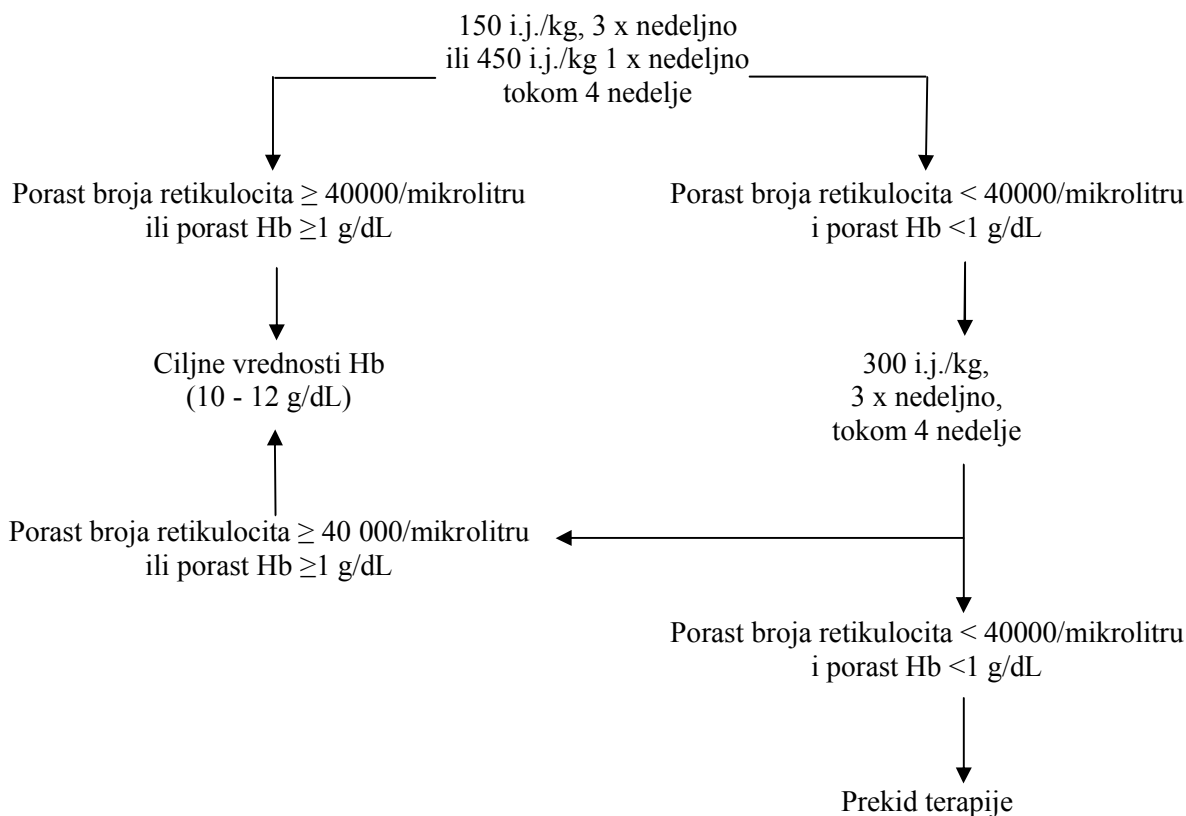 150 i.j./kg, 3 x nedeljno
ili 450 i.j./kg 1 x nedeljno
tokom 4 nedelje
Porast broja retikulocita ≥ 40000/mikrolitru
ili porast Hb ≥1 g/dL
Porast broja retikulocita < 40000/mikrolitru
i porast Hb <1 g/dL
Ciljne vrednosti Hb
(10 - 12 g/dL)
300 i.j./kg,
3 x nedeljno,
tokom 4 nedelje
Porast broja retikulocita ≥ 40 000/mikrolitru
ili porast Hb ≥1 g/dL
Porast broja retikulocita < 40000/mikrolitru
i porast Hb <1 g/dL
Prekid terapije